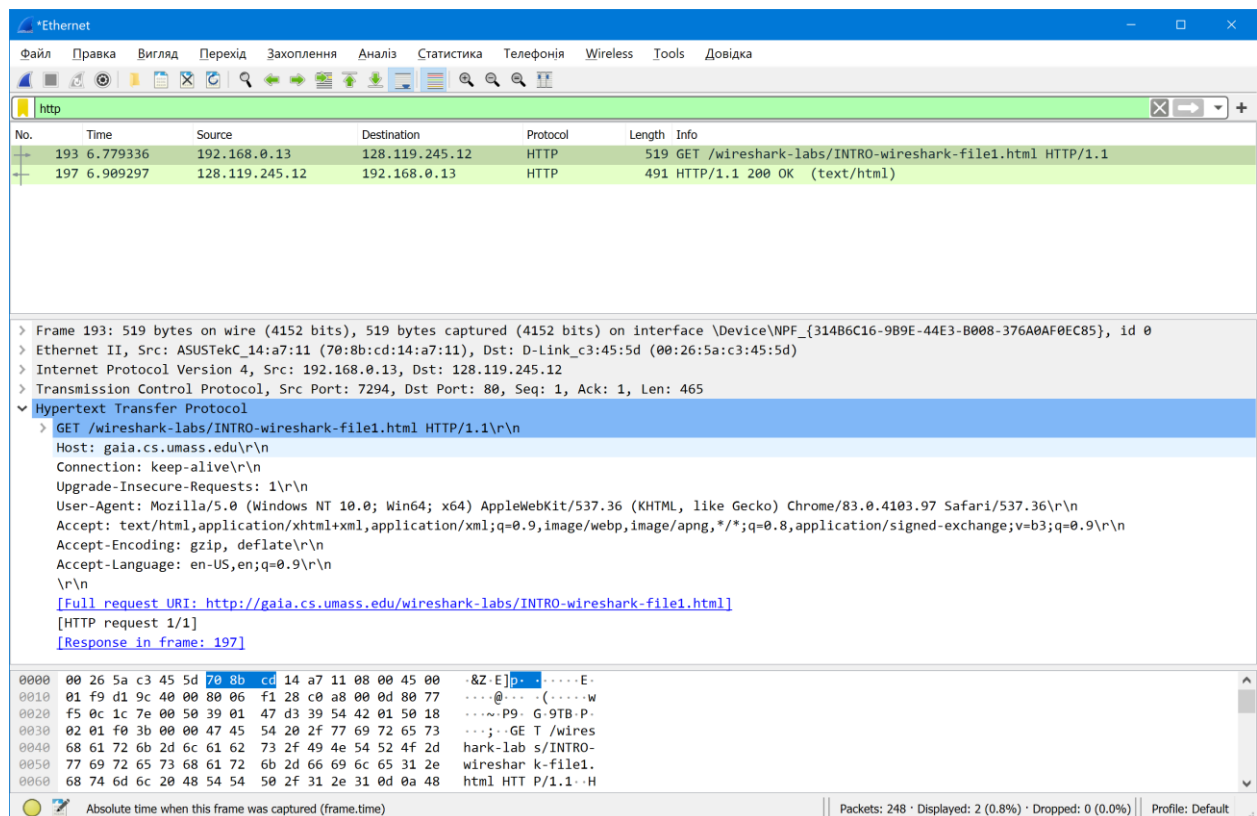 *Ethernet
Файл Правка Вигляд Перехід Захоплення Аналіз Статистика Телефонія Wireless Tools Довідка
http
No. Time Source Destination Protocol Length Info
193 6.779336 192.168.0.13 128.119.245.12 HTTP 519 GET /wireshark-labs/INTRO-wireshark-file1.html HTTP/1.1
197 6.909297 128.119.245.12 192.168.0.13 HTTP 491 HTTP/1.1 200 OK (text/html)
> Frame 193: 519 bytes on wire (4152 bits), 519 bytes captured (4152 bits) on interface \Device\NPF_{314B6C16-9B9E-44E3-B008-376A0AF0EC85}, id 0
> Ethernet II, Src: ASUSTekC_14:a7:11 (70:8b:cd:14:a7:11), Dst: D-Link_c3:45:5d (00:26:5a:c3:45:5d)
> Internet Protocol Version 4, Src: 192.168.0.13, Dst: 128.119.245.12
> Transmission Control Protocol, Src Port: 7294, Dst Port: 80, Seq: 1, Ack: 1, Len: 465
Hypertext Transfer Protocol
> GET /wireshark-labs/INTRO-wireshark-file1.html HTTP/1.1\r\n
Host: gaia.cs.umass.edu\r\n
Connection: keep-alive\r\n
Upgrade-Insecure-Requests: 1\r\n
User-Agent: Mozilla/5.0 (Windows NT 10.0; Win64; x64) AppleWebKit/537.36 (KHTML, like Gecko) Chrome/83.0.4103.97 Safari/537.36\r\n
Accept: text/html,application/xhtml+xml,application/xml;q=0.9,image/webp,image/apng,*/*;q=0.8,application/signed-exchange;v=b3;q=0.9\r\n
Accept-Encoding: gzip, deflate\r\n
Accept-Language: en-US,en;q=0.9\r\n
\r\n
[Full request URI: http://gaia.cs.umass.edu/wireshark-labs/INTRO-wireshark-file1.html]
[HTTP request 1/1]
[Response in frame: 197]
0000 00 26 5a c3 45 5d 70 8b cd 14 a7 11 08 00 45 00 ·&Z·E]p· ······E·
0010 01 f9 d1 9c 40 00 80 06 f1 28 c0 a8 00 0d 80 77 ····@··· ·(·····w
0020 f5 0c 1c 7e 00 50 39 01 47 d3 39 54 42 01 50 18 ···~·P9· G·9TB·P·
0030 02 01 f0 3b 00 00 47 45 54 20 2f 77 69 72 65 73 ···;··GE T /wires
0040 68 61 72 6b 2d 6c 61 62 73 2f 49 4e 54 52 4f 2d hark-lab s/INTRO-
0050 77 69 72 65 73 68 61 72 6b 2d 66 69 6c 65 31 2e wireshar k-file1.
0060 68 74 6d 6c 20 48 54 54 50 2f 31 2e 31 0d 0a 48 html HTT P/1.1··H
Absolute time when this frame was captured (frame.time) Packets: 248 · Displayed: 2 (0.8%) · Dropped: 0 (0.0%) Profile: Default